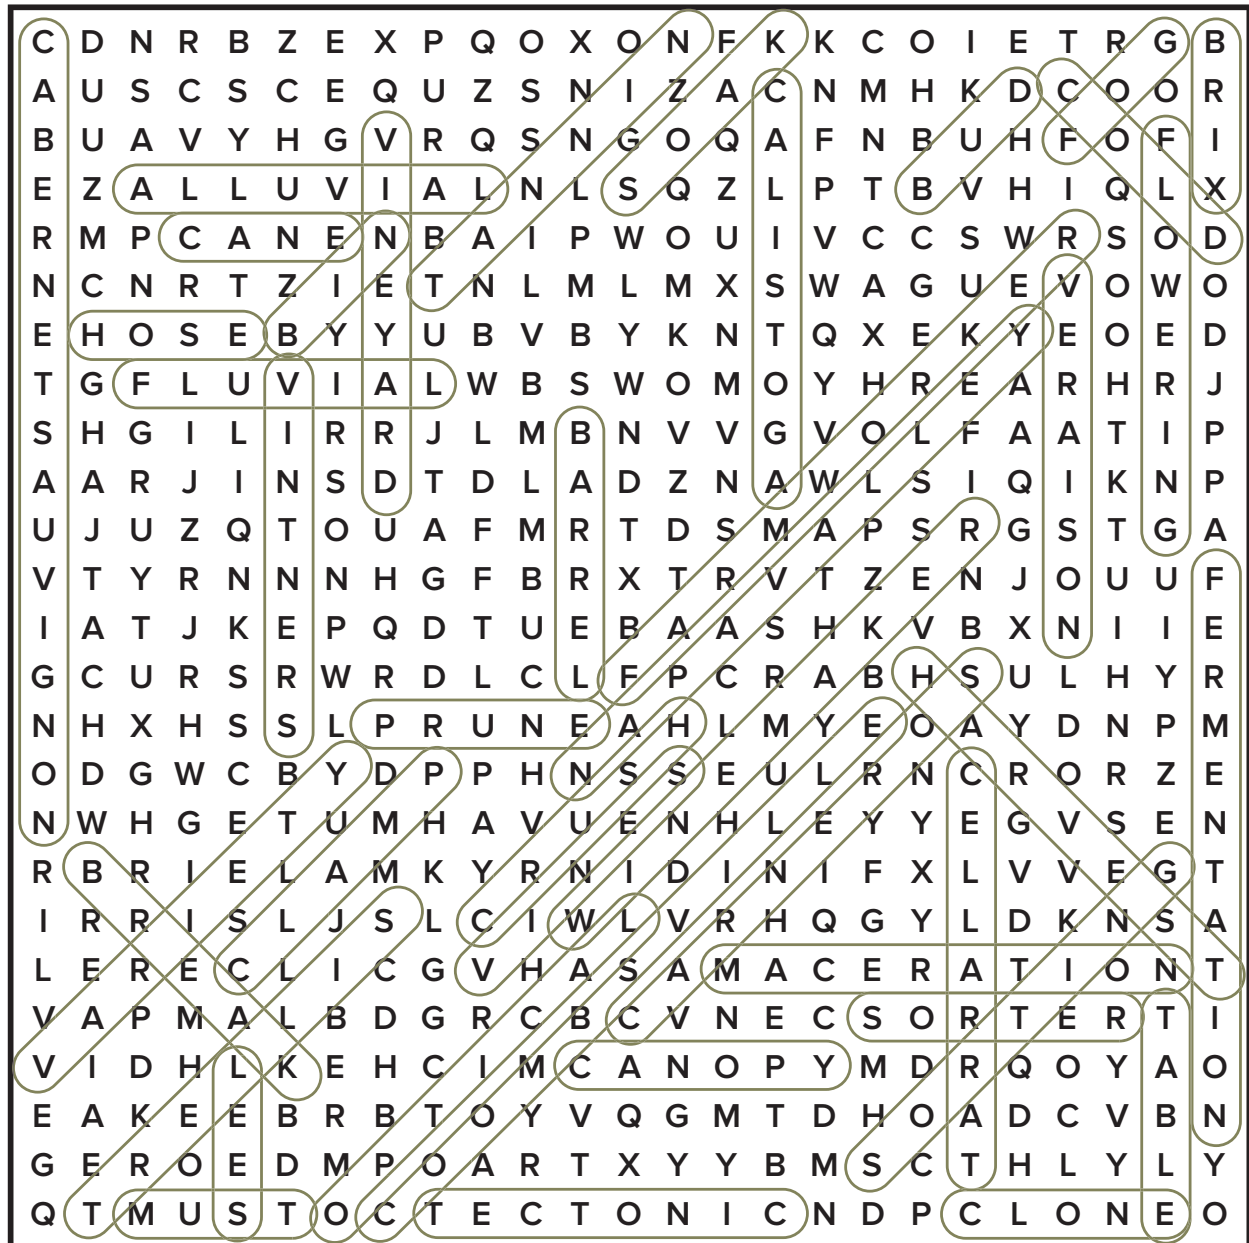 C D N R B Z E X P Q O X O N F K K C O I E T R G B
A U S C S C E Q U Z S N I Z A C N M H K D C O O R
B U A V Y H G V R Q S N G O Q A F N B U H F O F I
E Z A L L U V I A L N L S Q Z L P T B V H I Q L X
R M P C A N E N B A I P W O U I V C C S W R S O D
N C N R T Z I E T N L M L M X S W A G U E V O W O
E H O S E B Y Y U B V B Y K N T Q X E K Y E O E D
T G F L U V I A L W B S W O M O Y H R E A R H R J
S H G I L I R R J L M B N V V G V O L F A A T I P
A A R J I N S D T D L A D Z N A W L S I Q I K N P
U J U Z Q T O U A F M R T D S M A P S R G S T G A
V T Y R N N N H G F B R X T R V T Z E N J O U U F
I A T J K E P Q D T U E B A A S H K V B X N I I E
G C U R S R W R D L C L F P C R A B H S U L H Y R
N H X H S S L P R U N E A H L M Y E O A Y D N P M
O D G W C B Y D P P H N S S E U L R N C R O R Z E
N W H G E T U M H A V U E N H L E Y Y E G V S E N
R B R I E L A M K Y R N I D I N I F X L V V E G T
I R R I S L J S L C I W L V R H Q G Y L D K N S A
L E R E C L I C G V H A S A M A C E R A T I O N T
V A P M A L B D G R C B C V N E C S O R T E R T I
V I D H L K E H C I M C A N O P Y M D R Q O Y A O
E A K E E B R B T O Y V Q G M T D H O A D C V B N
G E R O E D M P O A R T X Y Y B M S C T H L Y L Y
Q T M U S T O C T E C T O N I C N D P C L O N E O